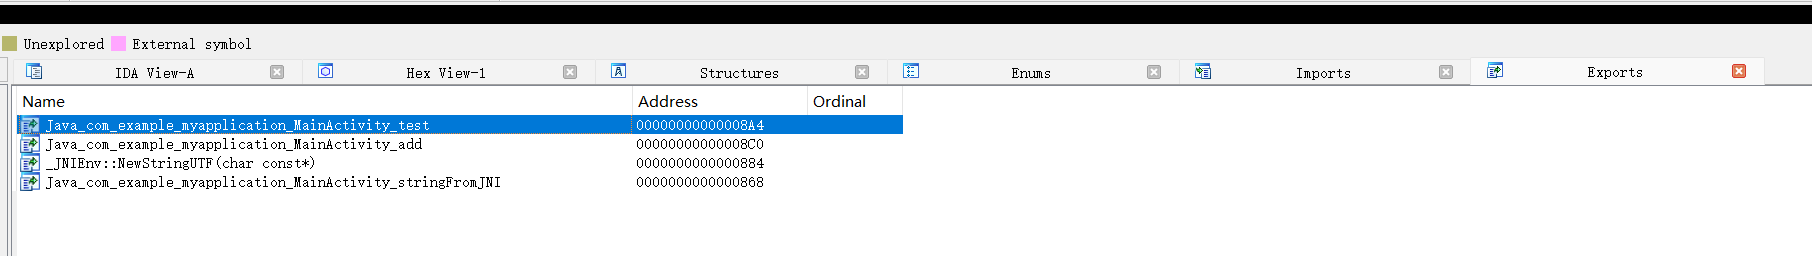 Unexplored External symbol
IDA View-A Hex View-1 Structures Enums Imports Exports
Name Address Ordinal
Java_com_example_myapplication_MainActivity_test 00000000000008A4
Java_com_example_myapplication_MainActivity_add 00000000000008C0
_JNIEnv::NewStringUTF(char const*) 0000000000000884
Java_com_example_myapplication_MainActivity_stringFromJNI 0000000000000868